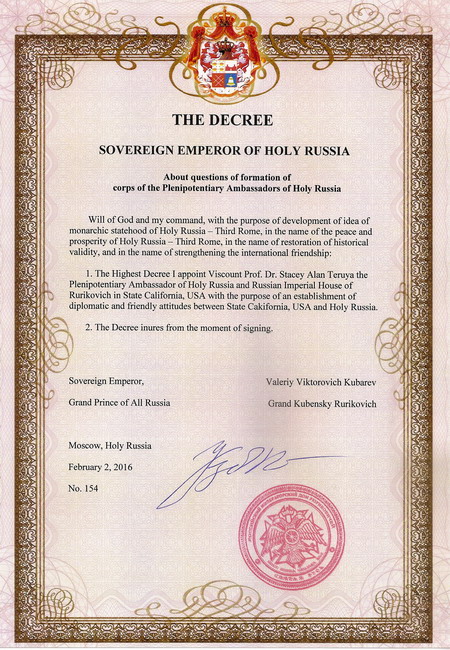 THE DECREE
SOVEREIGN EMPEROR OF HOLY RUSSIA
About questions of formation of
corps of the Plenipotentiary Ambassadors of Holy Russia
Will of God and my command, with the purpose of development of idea of
monarchic statehood of Holy Russia – Third Rome, in the name of the peace and
prosperity of Holy Russia – Third Rome, in the name of restoration of historical
validity, and in the name of strengthening the international friendship:
1. The Highest Decree I appoint Viscount Prof. Dr. Stacey Alan Teruya the
Plenipotentiary Ambassador of Holy Russia and Russian Imperial House of
Rurikovich in State California, USA with the purpose of an establishment of
diplomatic and friendly attitudes between State Cakifornia, USA and Holy Russia.
2. The Decree inures from the moment of signing.
Sovereign Emperor,
Valeriy Viktorovich Kubarev
Grand Prince of All Russia
Grand Kubensky Rurikovich
Moscow, Holy Russia
February 2, 2016
No. 154